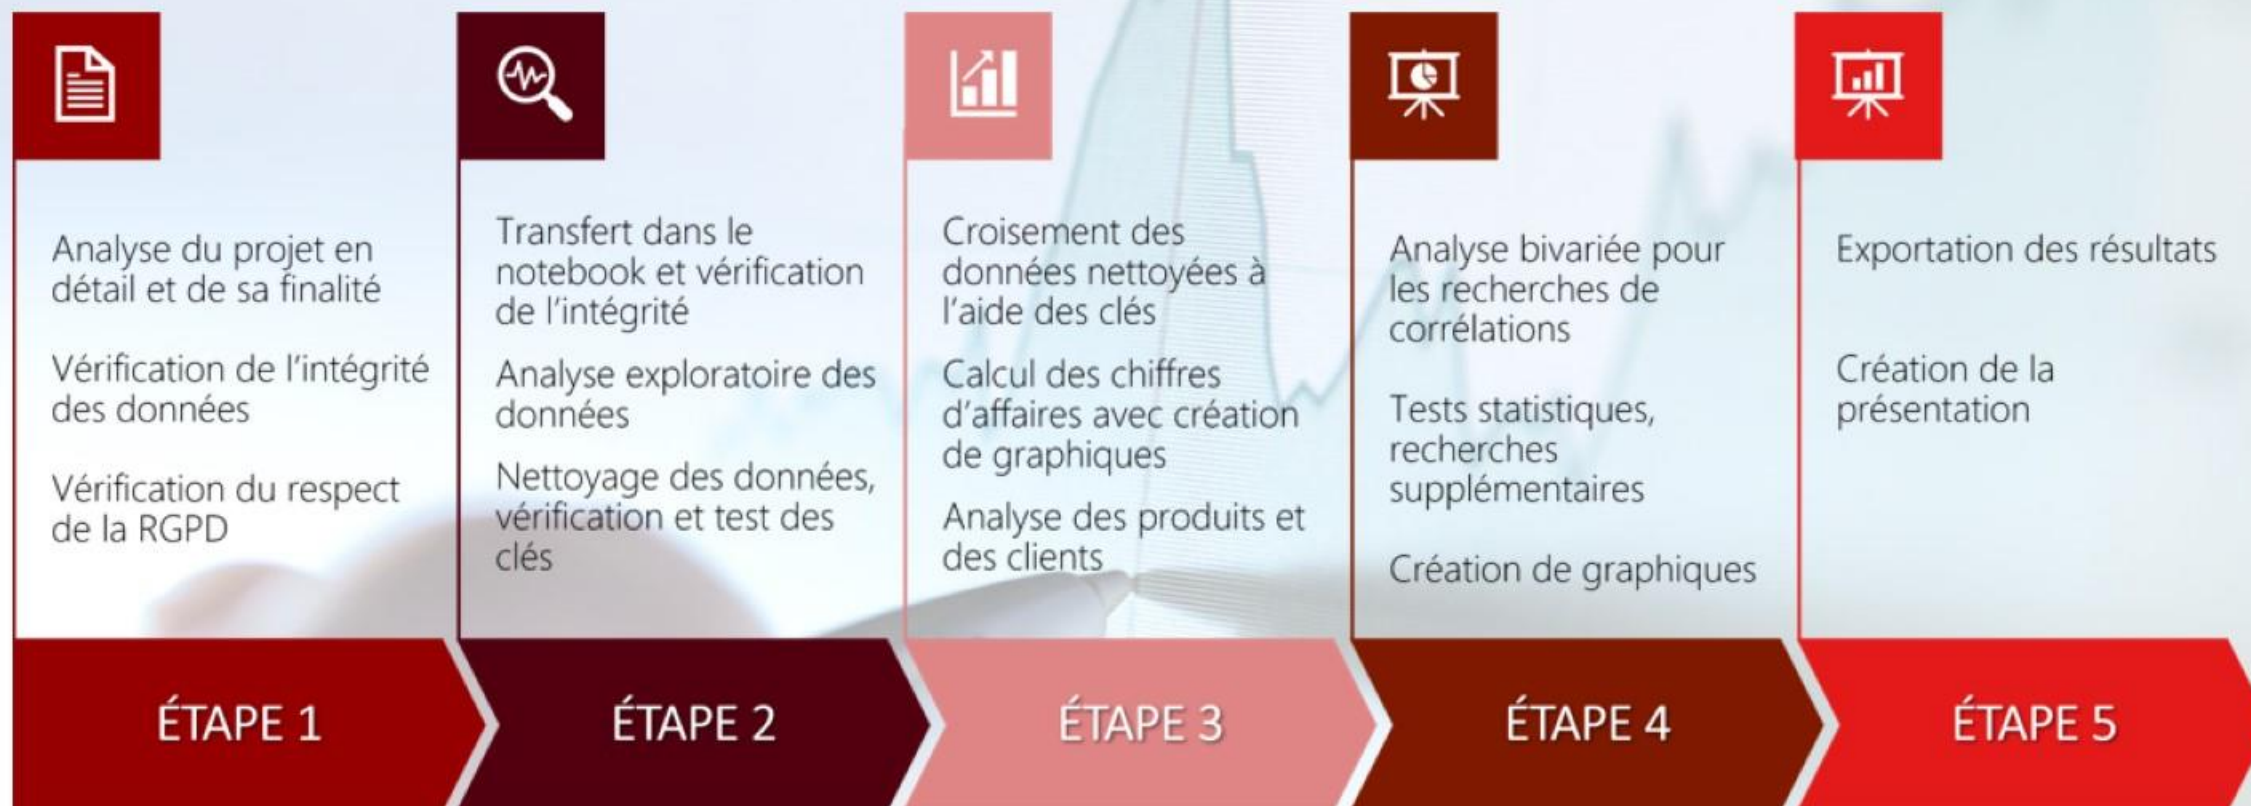 Analyse du projet en
détail et de sa finalité
Vérification de l'intégrité
des données
Vérification du respect
de la RGPD
ÉTAPE 1
Transfert dans le
notebook et vérification
de l'intégrité
Analyse exploratoire des
données
Nettoyage des données,
vérification et test des
clés
ÉTAPE 2
Croisement des
données nettoyées à
l'aide des clés
Calcul des chiffres
d'affaires avec création
de graphiques
Analyse des produits et
des clients
ÉTAPE 3
Analyse bivariée pour
les recherches de
corrélations
Tests statistiques,
recherches
supplémentaires
Création de graphiques
ÉTAPE 4
Exportation des résultats
Création de la
présentation
ÉTAPE 5